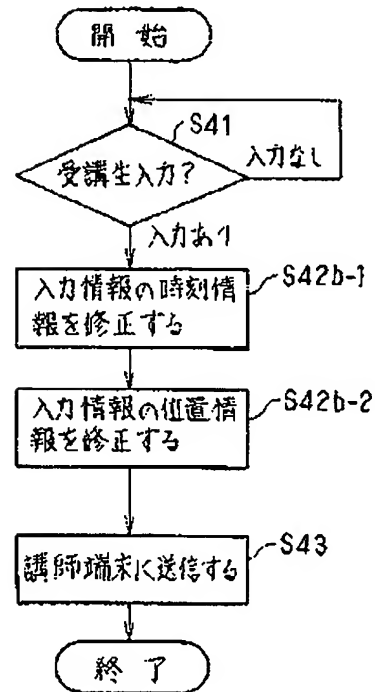 開始
S41
受講生入力?
入力なし
入力あり
S42b-1
入力情報の時刻情
報を修正する
S42b-2
入力情報の位置情
報を修正する
S43
講師端末に送信する
終了